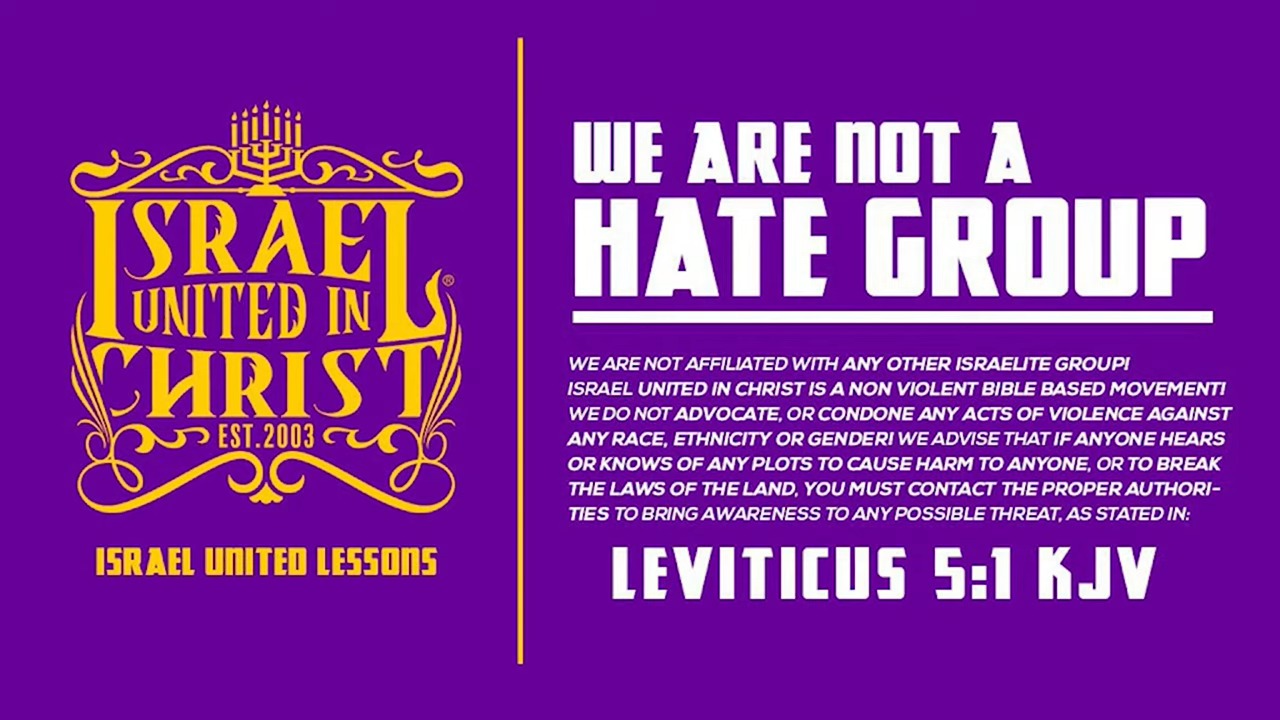 ISRAEL
UNITED IN
CHRIST
EST.2003
ISRAEL UNITED LESSONS
WE ARE NOT A
HATE GROUP
WE ARE NOT AFFILIATED WITH ANY OTHER ISRAELITE GROUP!
ISRAEL UNITED IN CHRIST IS A NON VIOLENT BIBLE BASED MOVEMENT!
WE DO NOT ADVOCATE, OR CONDONE ANY ACTS OF VIOLENCE AGAINST
ANY RACE, ETHNICITY OR GENDER! WE ADVISE THAT IF ANYONE HEARS
OR KNOWS OF ANY PLOTS TO CAUSE HARM TO ANYONE, OR TO BREAK
THE LAWS OF THE LAND, YOU MUST CONTACT THE PROPER AUTHORI-
TIES TO BRING AWARENESS TO ANY POSSIBLE THREAT, AS STATED IN:
LEVITICUS 5:1 KJV